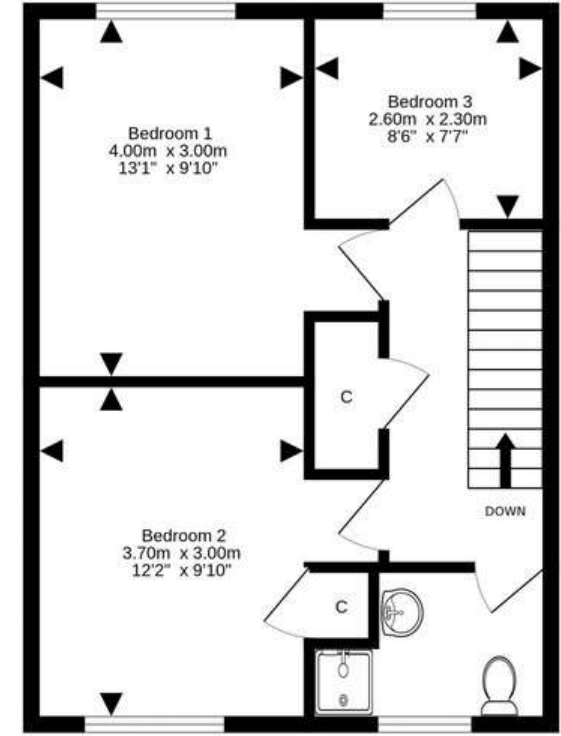 Bedroom 1
4.00m x 3.00m
13'1" x 9'10"
Bedroom 3
2.60m x 2.30m
8'6" x 7'7"
C
DOWN
Bedroom 2
3.70m x 3.00m
12'2" x 9'10"
C